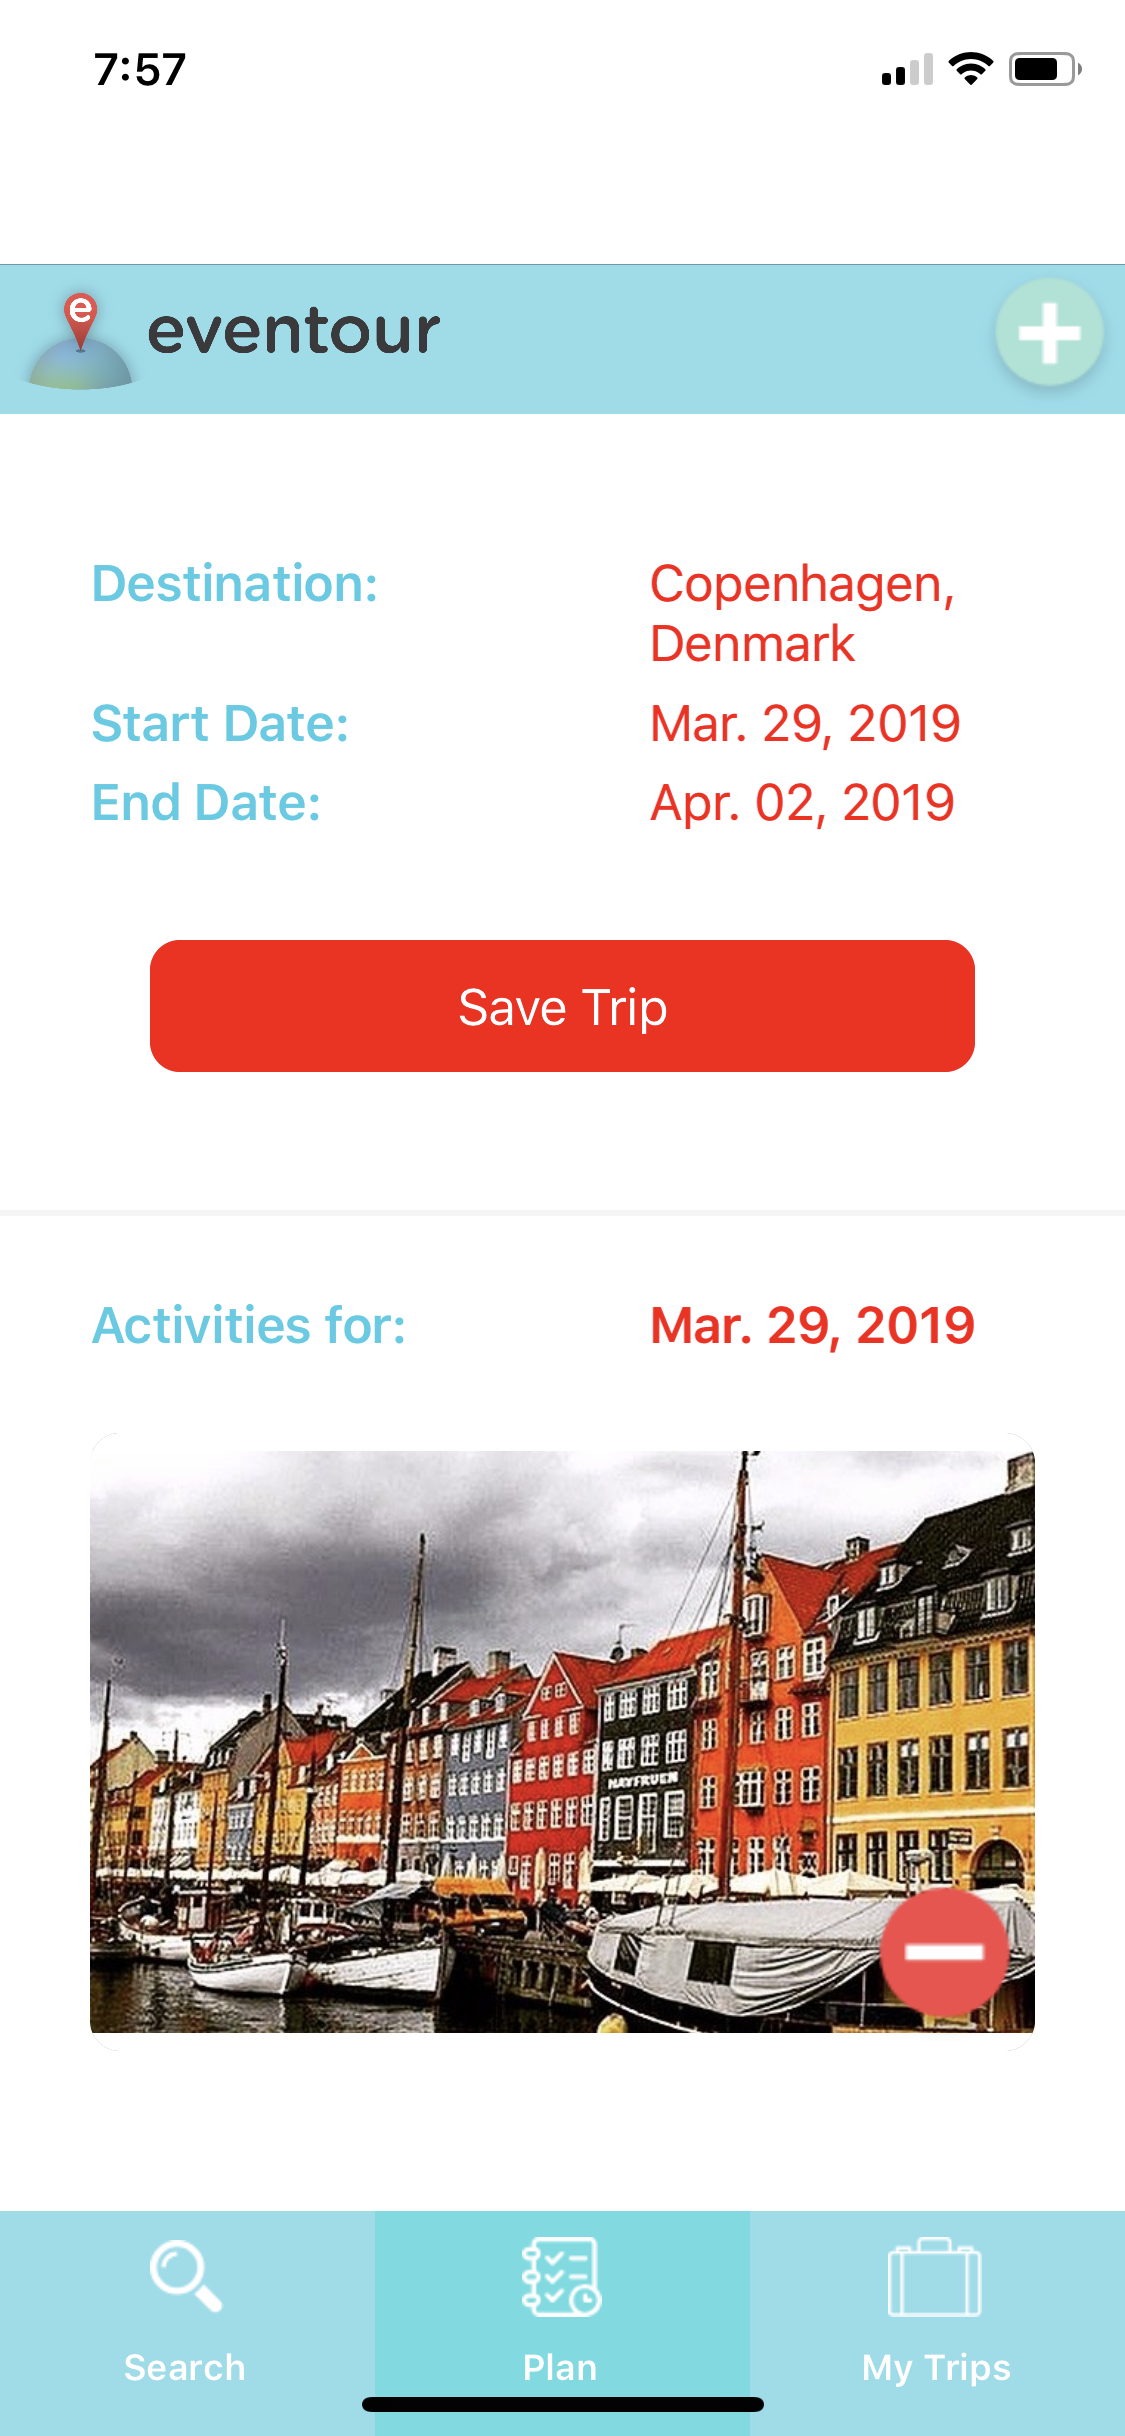 7:57
e
eventour
Destination: Copenhagen,
Denmark
Start Date: Mar. 29, 2019
End Date: Apr. 02, 2019
Save Trip
Activities for: Mar. 29, 2019
HAVFRUEN
Search Plan My Trips